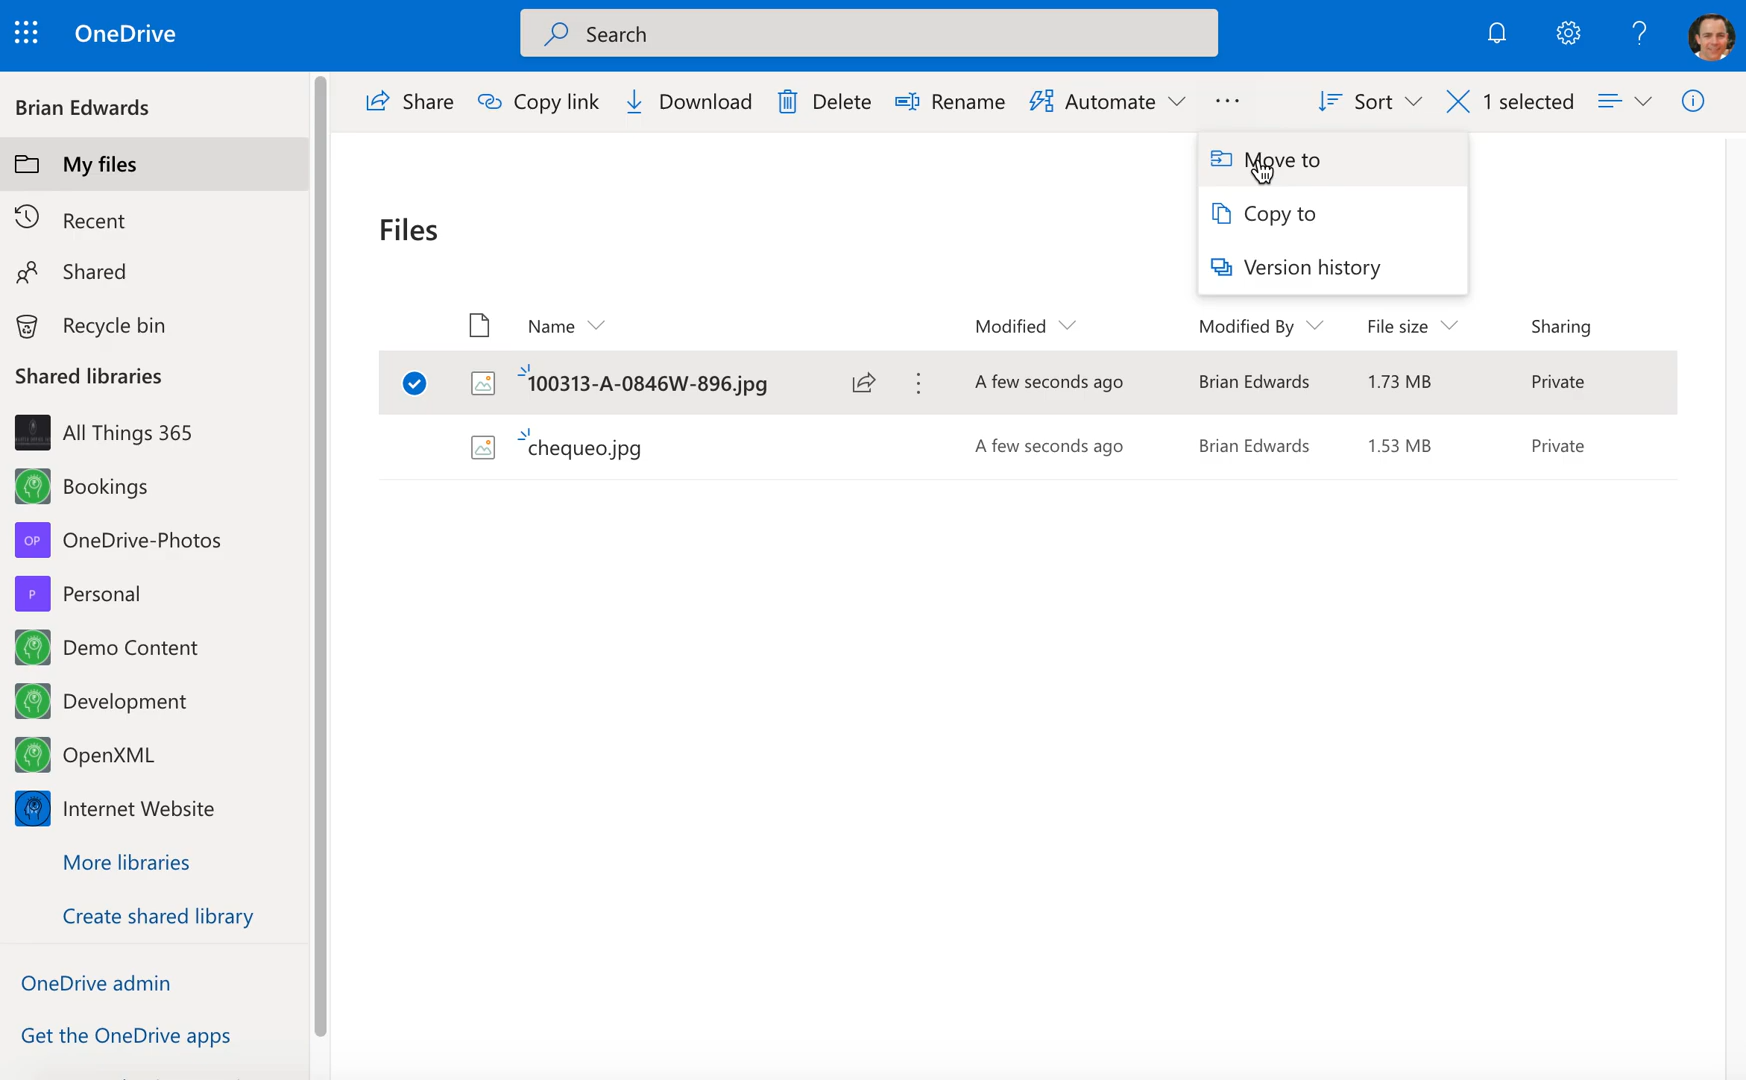 OneDrive
Search
Brian Edwards
My files
Recent
Shared
Recycle bin
Shared libraries
All Things 365
Bookings
OP OneDrive-Photos
P Personal
Demo Content
Development
OpenXML
Internet Website
More libraries
Create shared library
OneDrive admin
Get the OneDrive apps
Share Copy link Download Delete Rename Automate ... Sort 1 selected
Move to
Copy to
Version history
Files
Name Modified Modified By File size Sharing
100313-A-0846W-896.jpg A few seconds ago Brian Edwards 1.73 MB Private
chequeo.jpg A few seconds ago Brian Edwards 1.53 MB Private